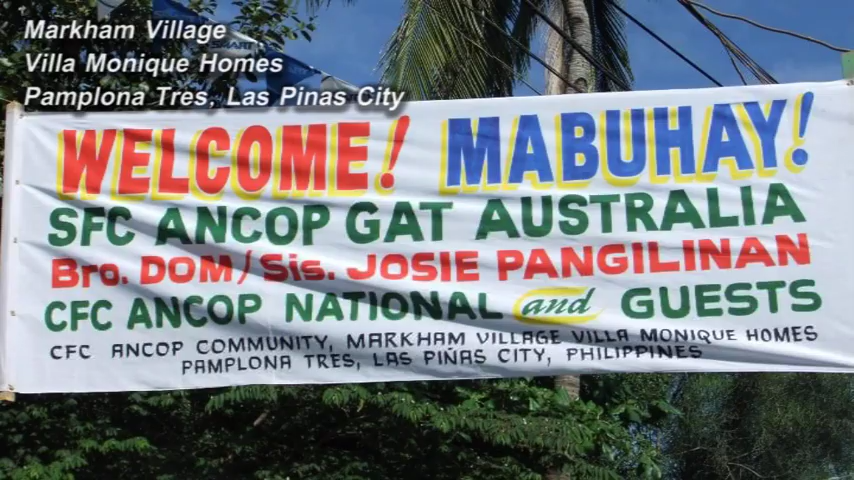 Markham Village
Villa Monique Homes
Pamplona Tres, Las Pinas City
SMART
WELCOME! MABUHAY!
SFC ANCOP GAT AUSTRALIA
Bro. DOM/Sis. JOSIE PANGILINAN
CFC ANCOP NATIONAL and GUESTS
CFC ANCOP COMMUNITY, MARKHAM VILLAGE VILLA MONIQUE HOMES
PAMPLONA TRES, LAS PIÑAS CITY, PHILIPPINES